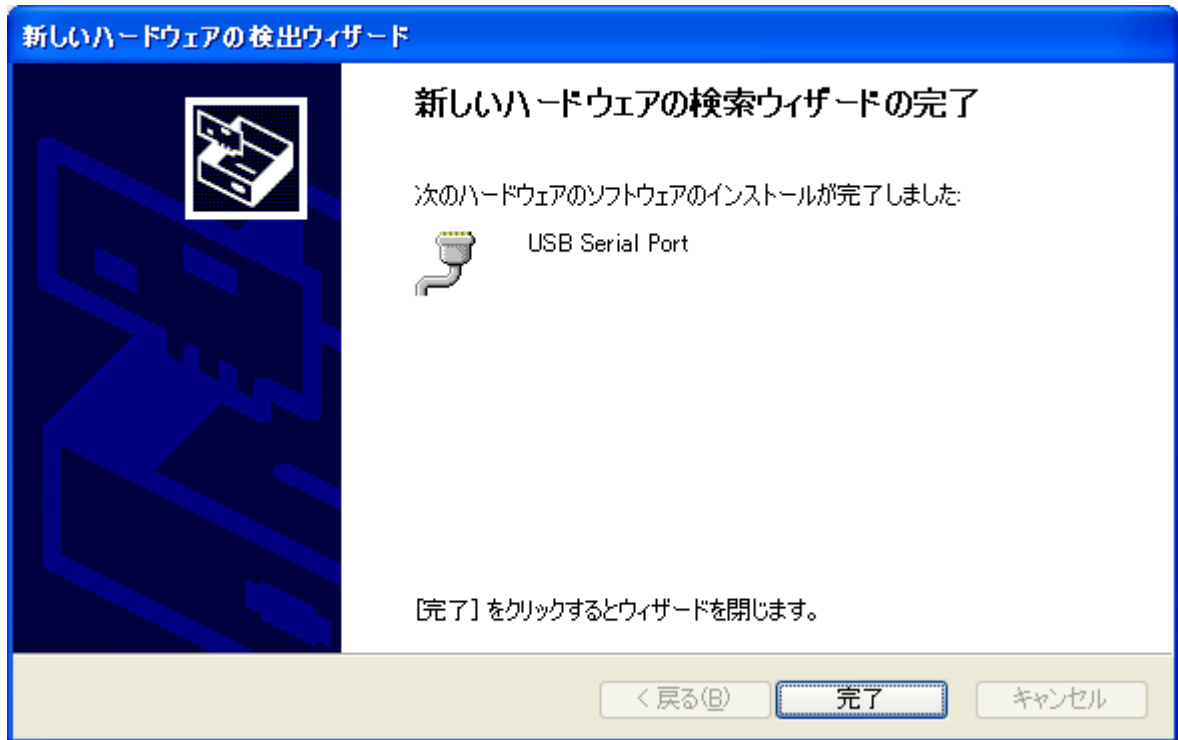 新しいハードウェアの検出ウィザード
新しいハードウェアの検索ウィザードの完了
次のハードウェアのソフトウェアのインストールが完了しました:
USB Serial Port
[完了] をクリックするとウィザードを閉じます。
< 戻る(B)
完了
キャンセル